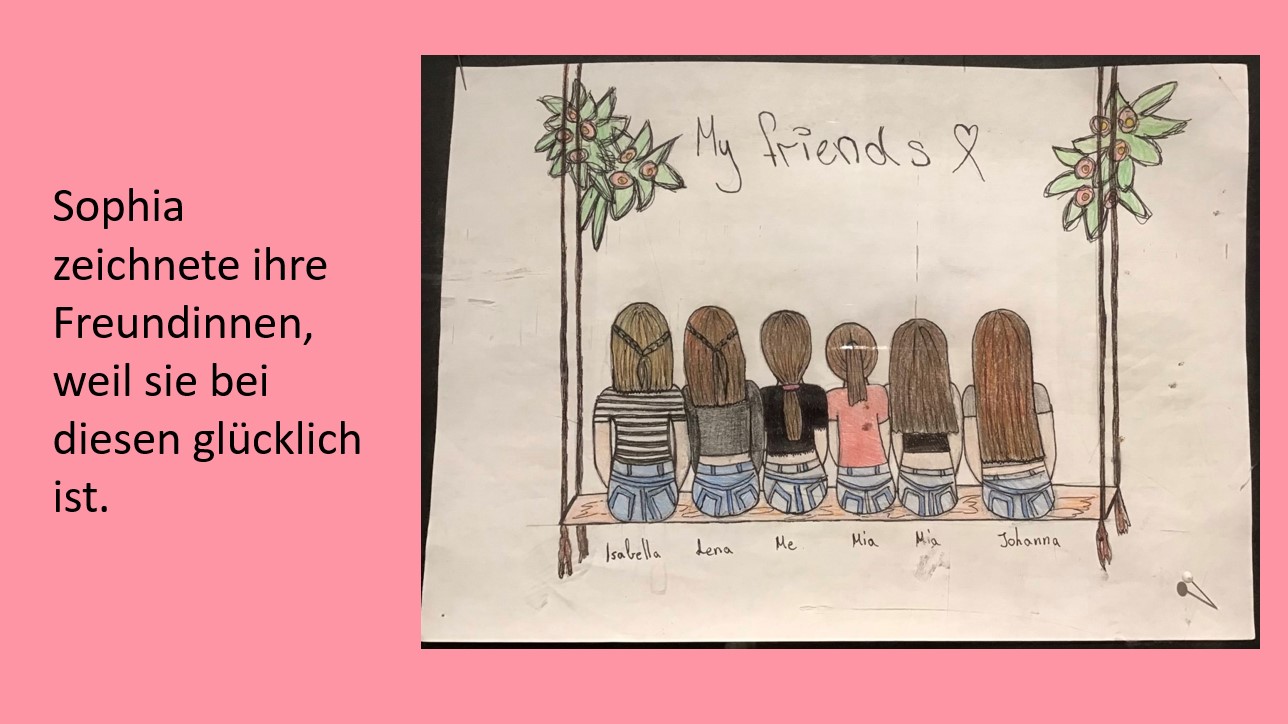 Sophia
zeichnete ihre
Freundinnen,
weil sie bei
diesen glücklich
ist.
My friends
Isabella Lena Me Mia Mia Johanna